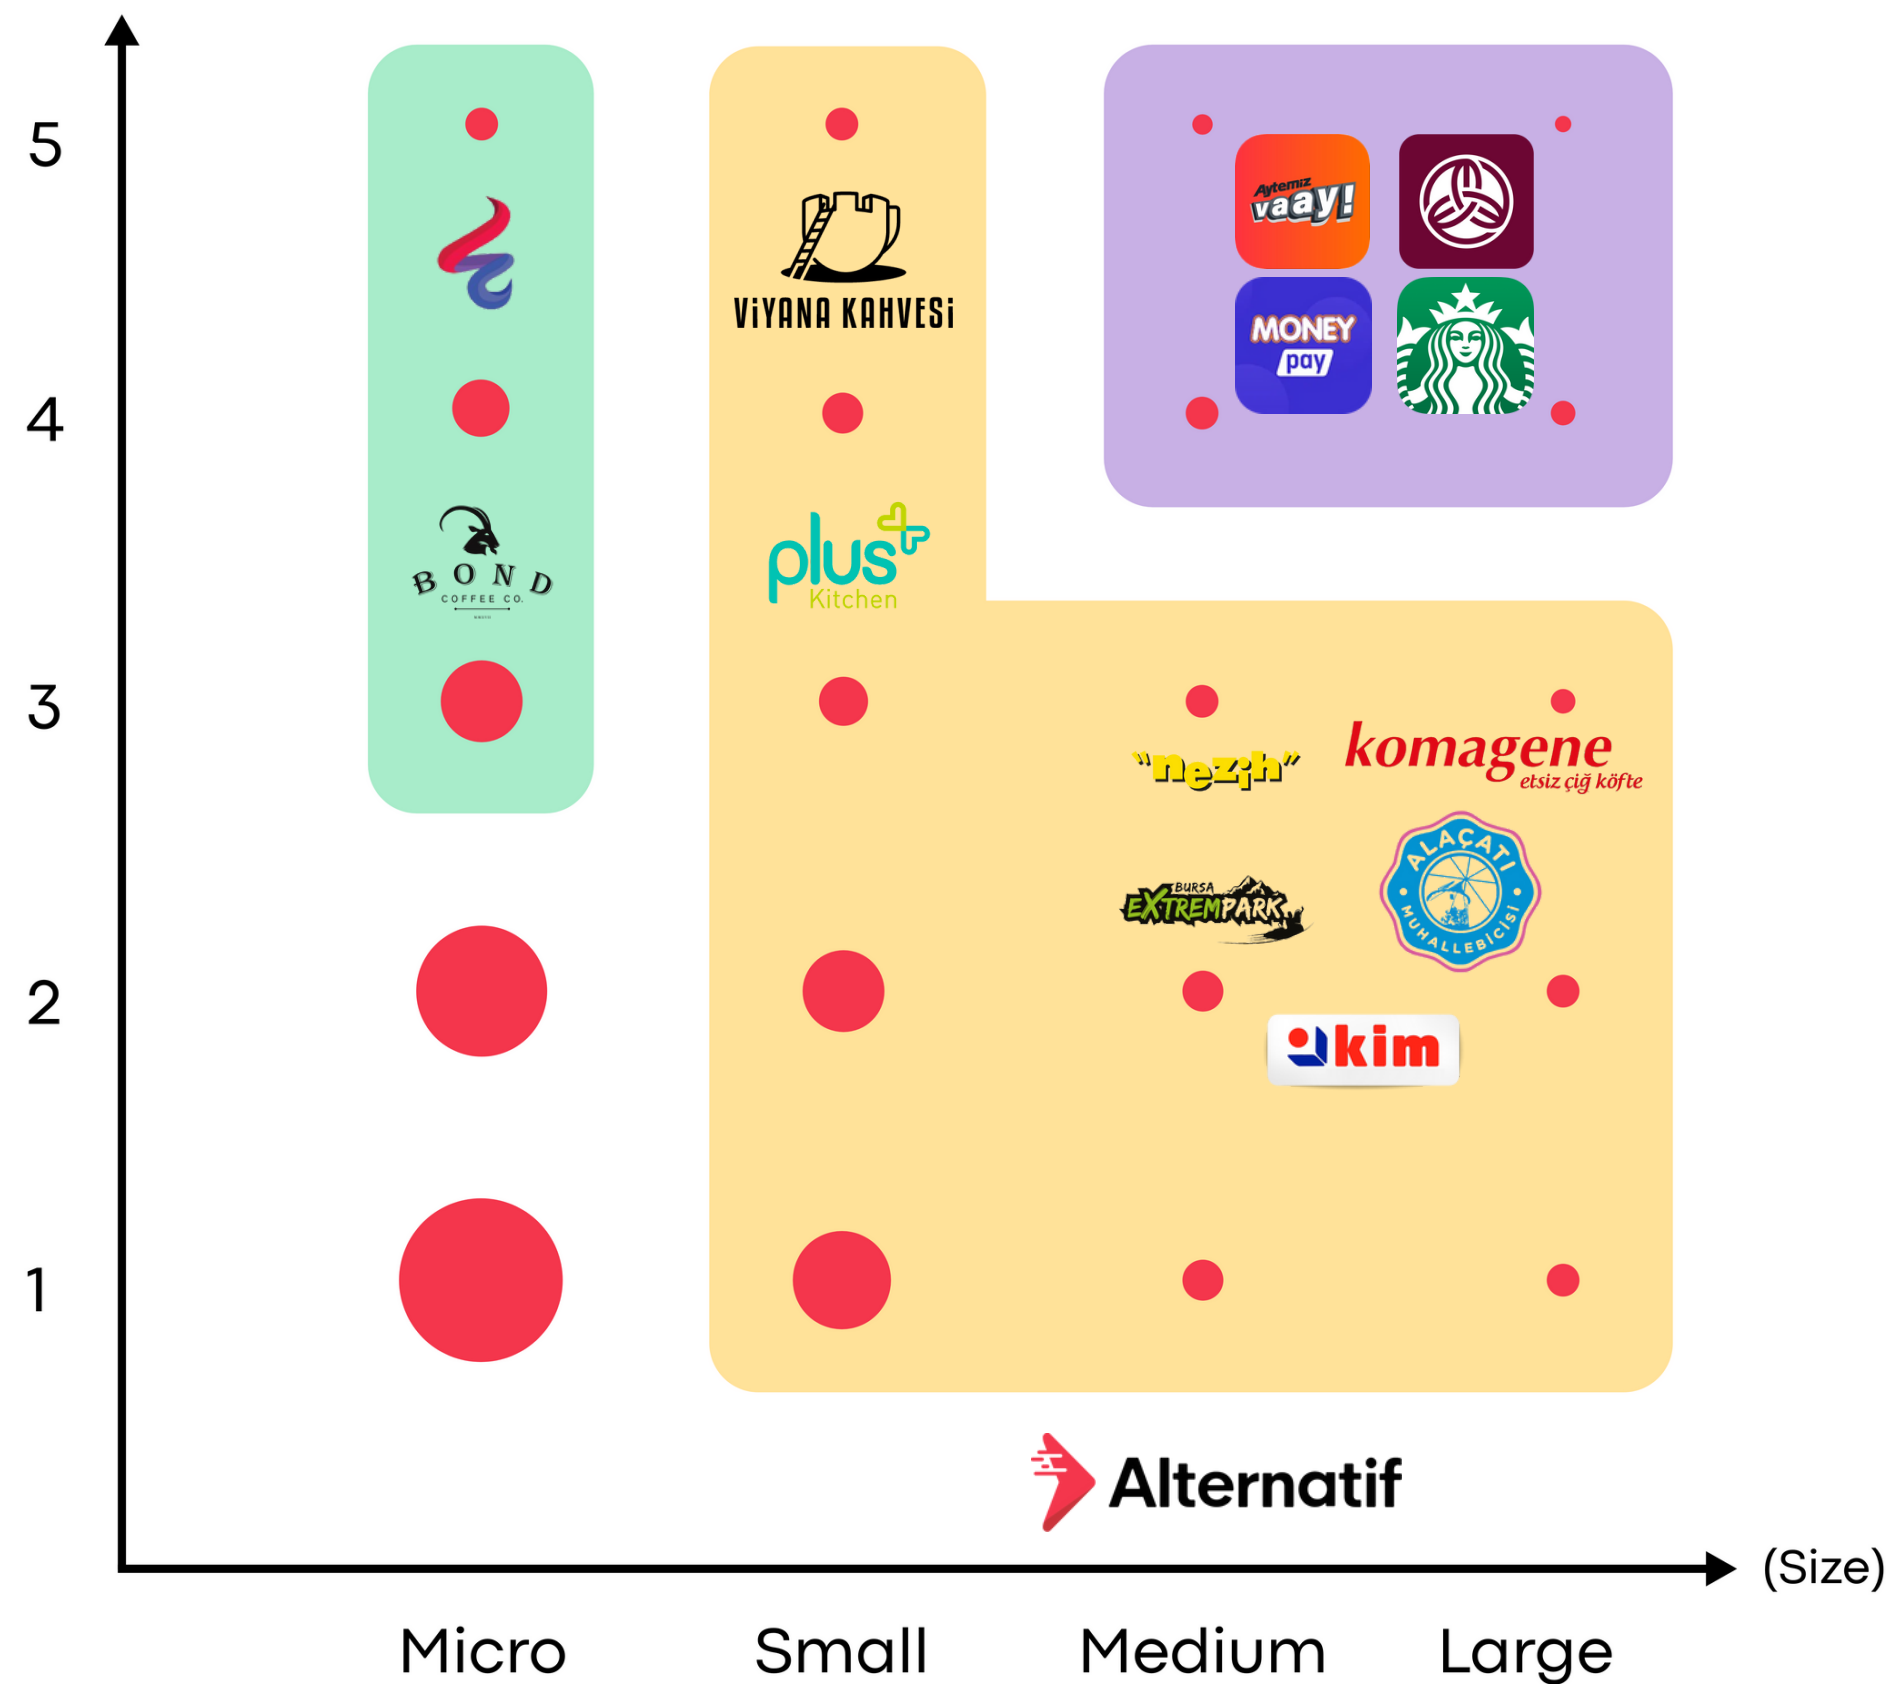 5
4
3
2
1
Aytemiz
vaay!
MONEY
pay
ViYANA KAHVESi
BOND
COFFEE CO.
plus
Kitchen
"nezih"
komagene
etsiz çiğ köfte
BURSA
EXTREMPARK
ALAÇATI
MUHALLEBİCİSİ
kim
Alternatif
(Size)
Micro Small Medium Large